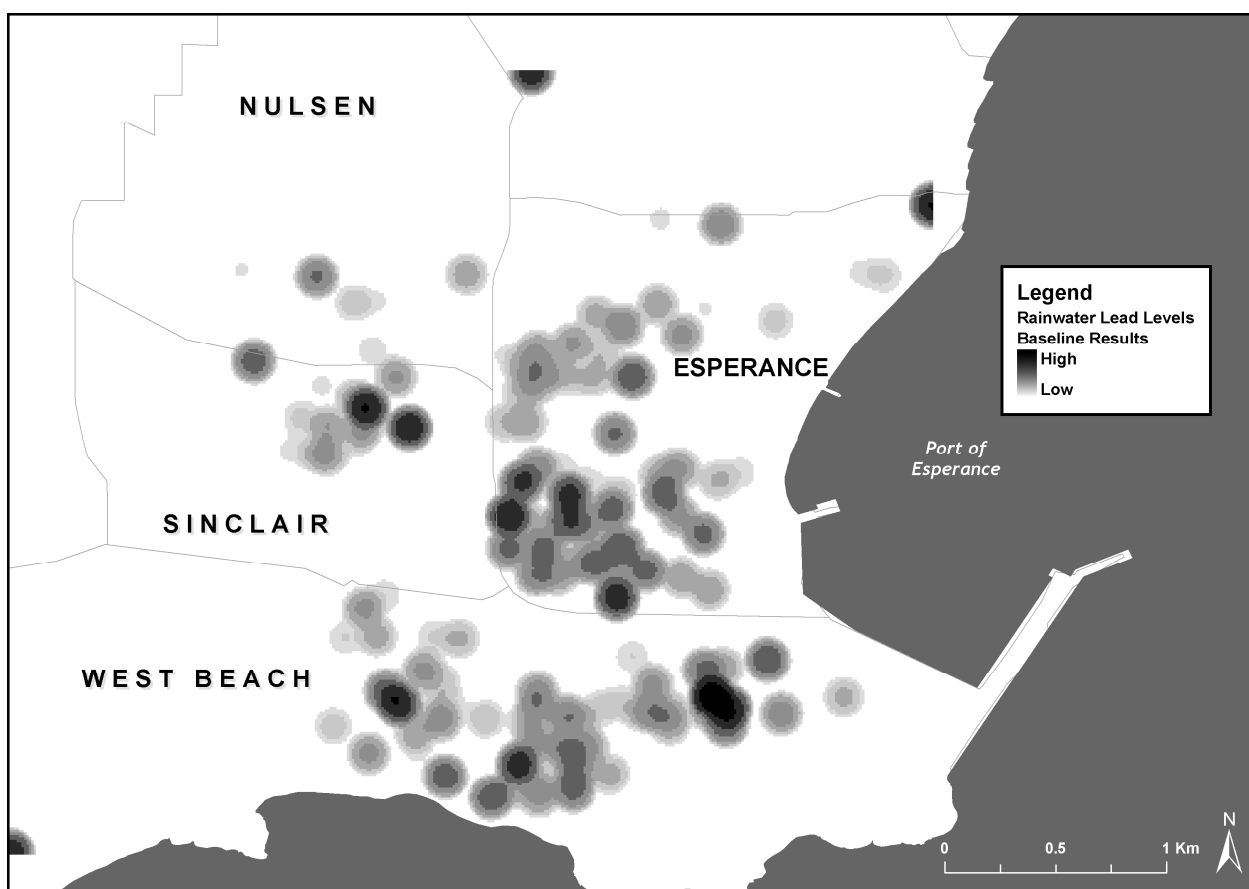 NULSEN
ESPERANCE
Legend
Rainwater Lead Levels
Baseline Results
High
Low
Port of
Esperance
SINCLAIR
WEST BEACH
N
0 0.5 1 Km